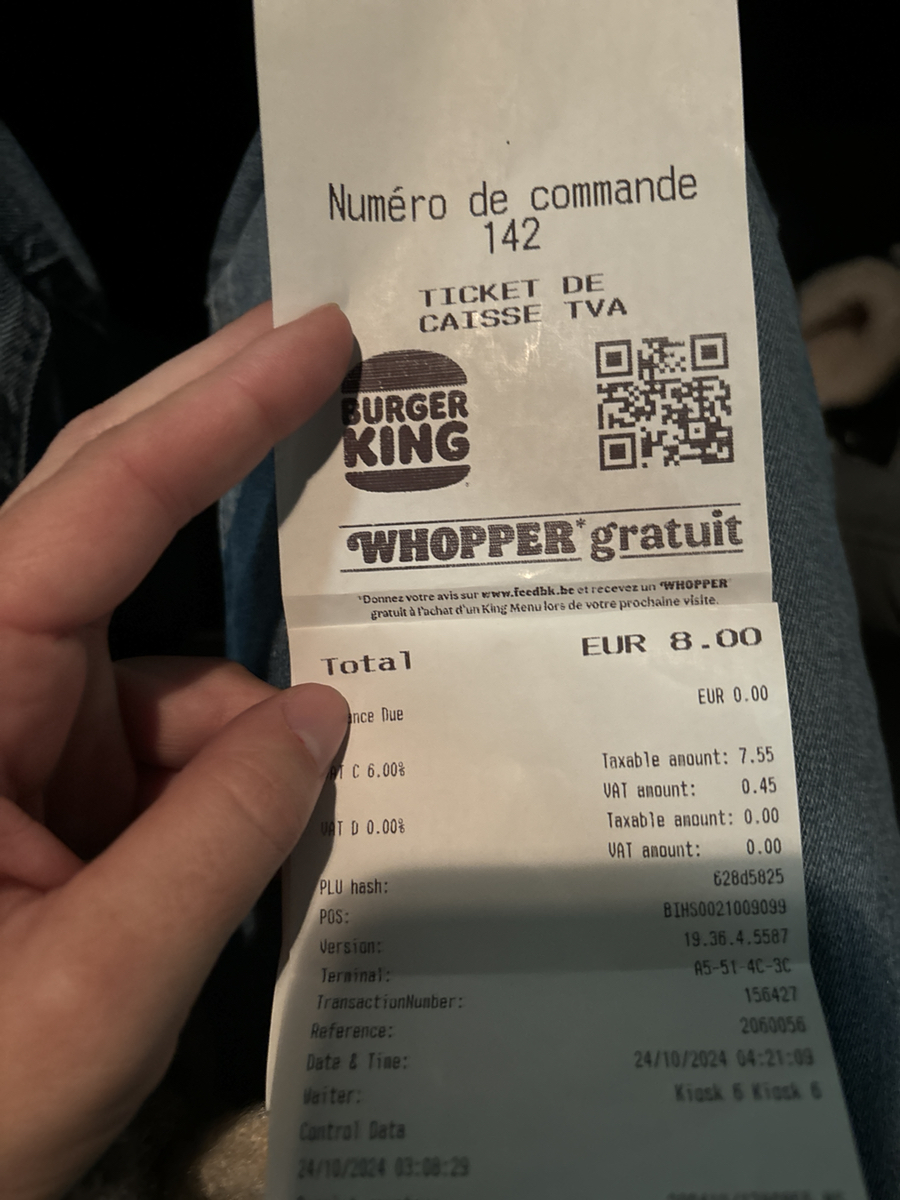 Numéro de commande
142
TICKET DE
CAISSE TVA
BURGER
KING
WHOPPER* gratuit
*Donnez votre avis sur www.feedbk.be et recevez un WHOPPER
gratuit à l'achat d'un King Menu lors de votre prochaine visite.
Total EUR 8.00
ance Due EUR 0.00
VAT C 6.00% Taxable amount: 7.55
VAT amount: 0.45
VAT D 0.00% Taxable amount: 0.00
VAT amount: 0.00
PLU hash: 628d5825
POS: BIHS0021009099
Version: 19.36.4.5587
Terminal: A5-51-4C-3C
TransactionNumber: 156427
Reference: 2060056
Date & Time: 24/10/2024 04:21:09
Waiter: Kiosk 6 Kiosk 6
Control Data
24/10/2024 03:08:29